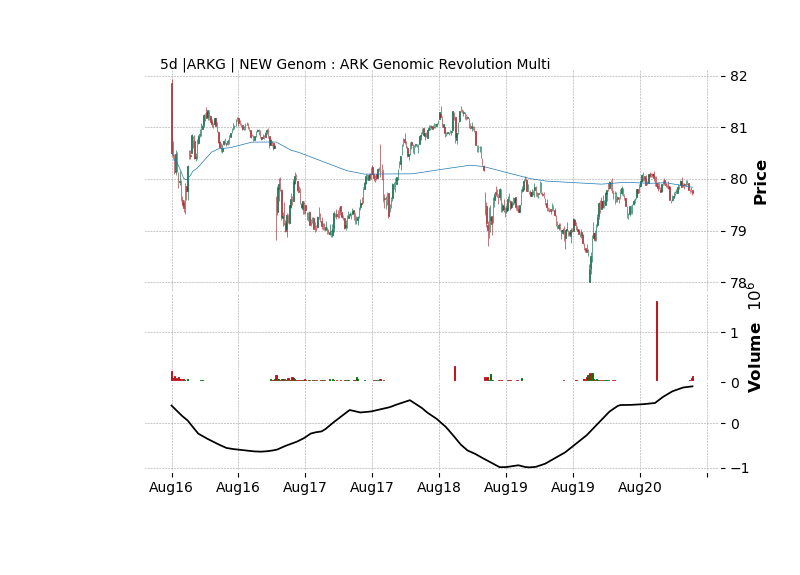 5d |ARKG | NEW Genom : ARK Genomic Revolution Multi
82
81
80
79
78
Price
10^6
1
0
Volume
0
−1
Aug16 Aug16 Aug17 Aug17 Aug18 Aug19 Aug19 Aug20